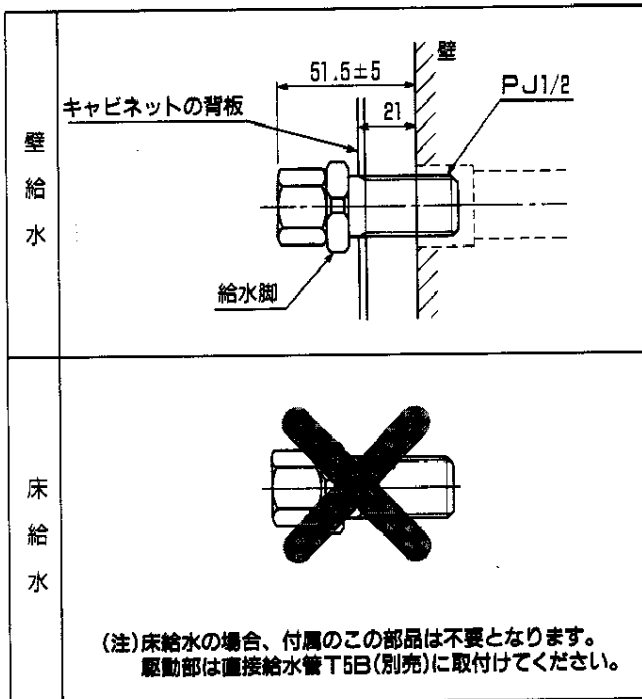 壁給水
51.5±5
壁
PJ1/2
キャビネットの背板
21
給水脚
床給水
(注)床給水の場合、付属のこの部品は不要となります。
駆動部は直接給水管T5B(別売)に取付けてください。